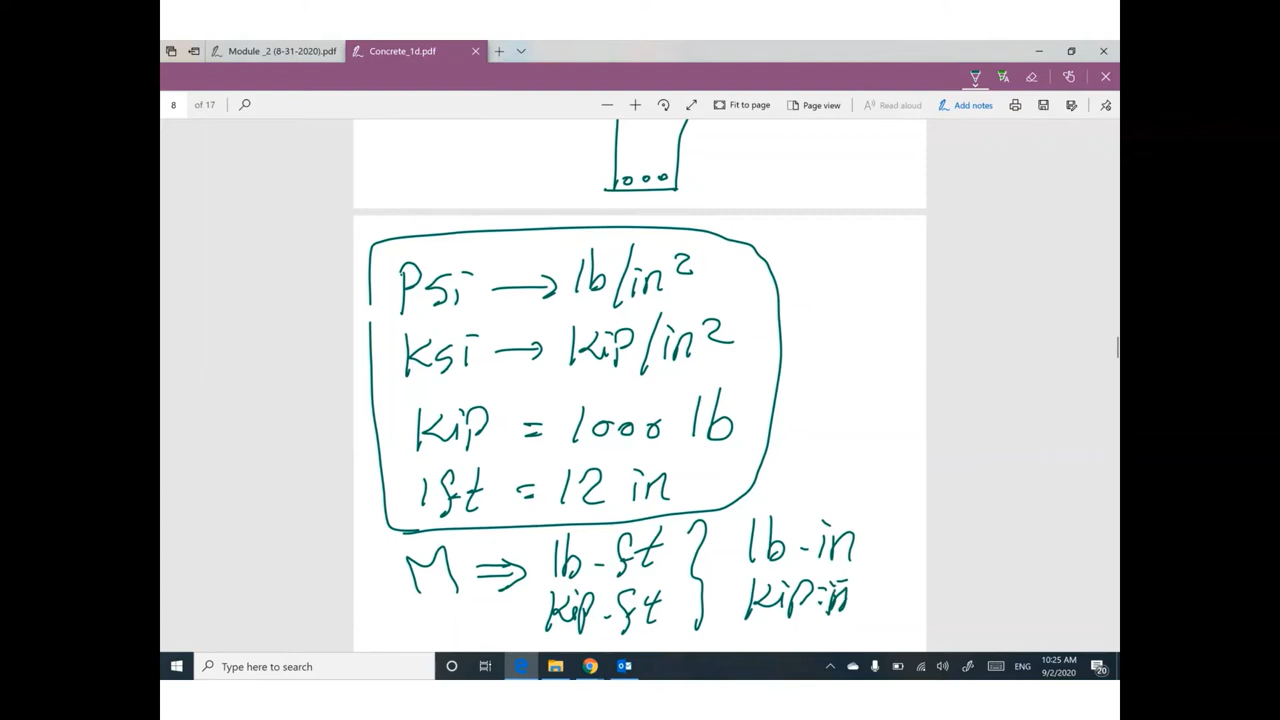 Module _2 (8-31-2020).pdf
Concrete_1d.pdf
8 of 17
Fit to page
Page view
Read aloud
Add notes
Psi → lb/in²
Ksi → Kip/in²
Kip = 1000 lb
1ft = 12 in
M ⇒ lb-ft } lb-in
Kip-ft } Kip-in
Type here to search
ENG
10:25 AM
9/2/2020
20